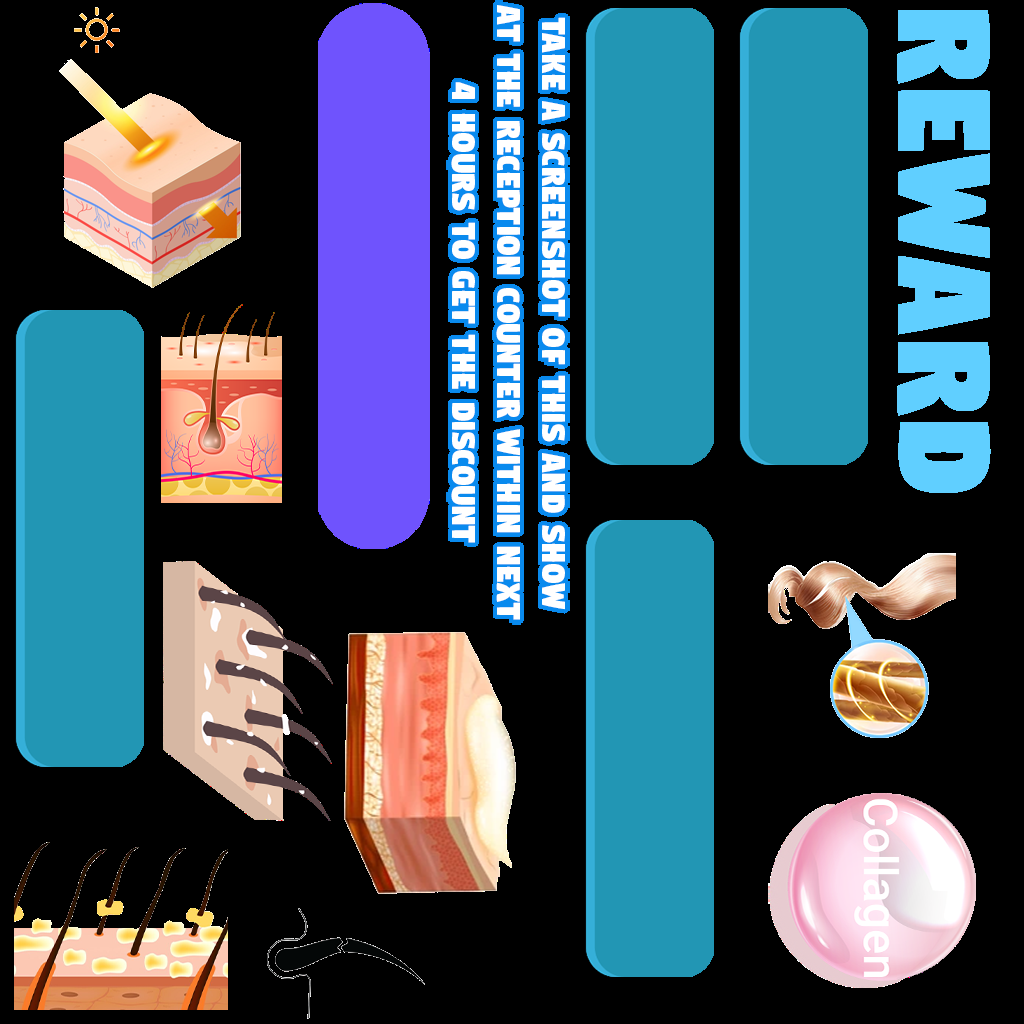 REWARD
TAKE A SCREENSHOT OF THIS AND SHOW
AT THE RECEPTION COUNTER WITHIN NEXT
4 HOURS TO GET THE DISCOUNT
Collagen